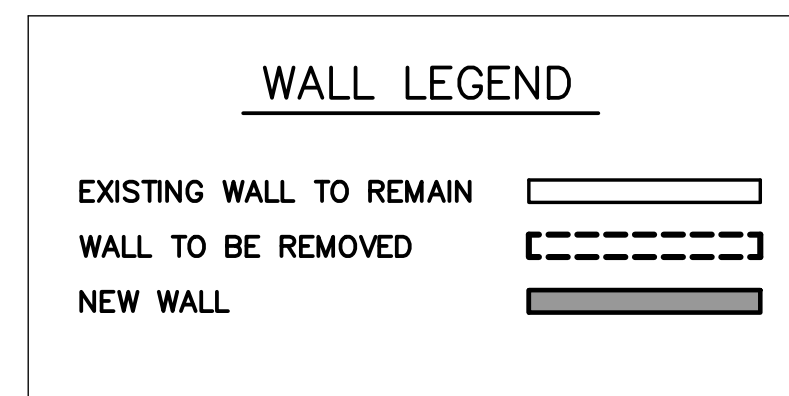 WALL LEGEND
EXISTING WALL TO REMAIN
WALL TO BE REMOVED
NEW WALL